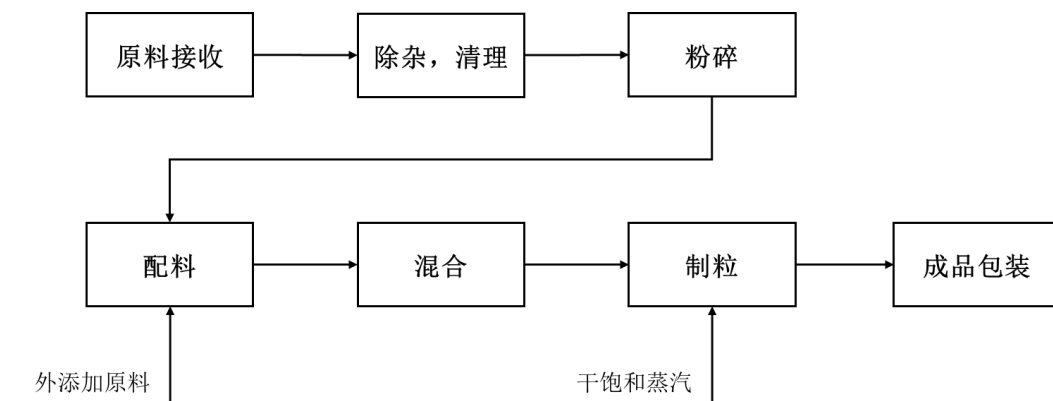 原料接收
除杂，清理
粉碎
配料
混合
制粒
成品包装
外添加原料
干饱和蒸汽